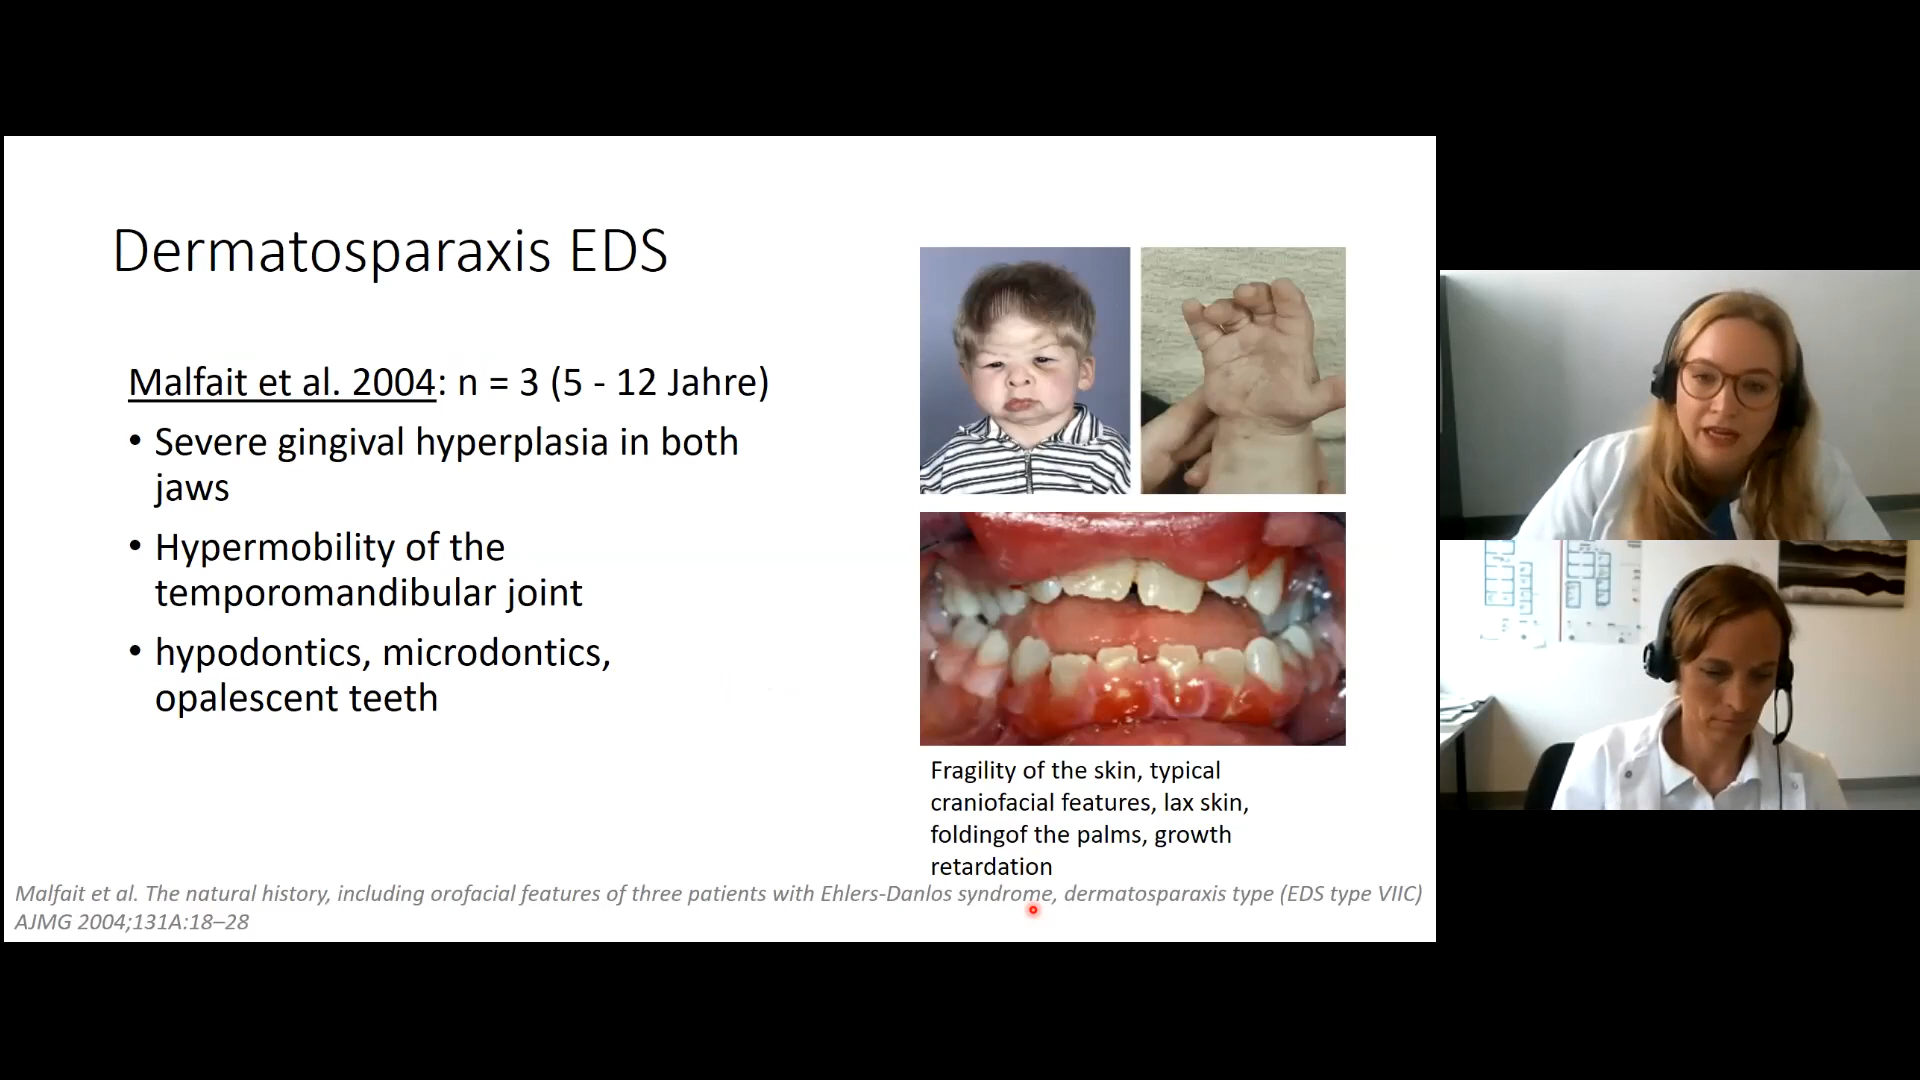 Dermatosparaxis EDS
Malfait et al. 2004: n = 3 (5 - 12 Jahre)
• Severe gingival hyperplasia in both
jaws
• Hypermobility of the
temporomandibular joint
• hypodontics, microdontics,
opalescent teeth
Fragility of the skin, typical
craniofacial features, lax skin,
foldingof the palms, growth
retardation
Malfait et al. The natural history, including orofacial features of three patients with Ehlers-Danlos syndrome, dermatosparaxis type (EDS type VIIC)
AJMG 2004;131A:18–28